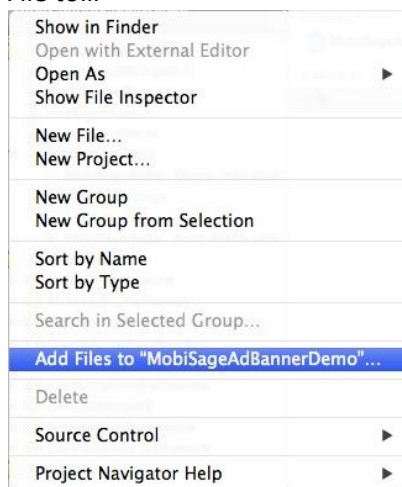 Show in Finder
Open with External Editor
Open As
Show File Inspector
New File...
New Project...
New Group
New Group from Selection
Sort by Name
Sort by Type
Search in Selected Group...
Add Files to “MobiSageAdBannerDemo”...
Delete
Source Control
Project Navigator Help